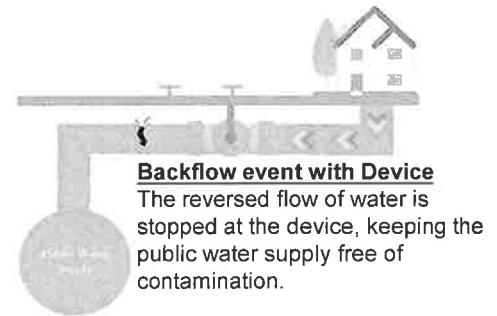 Backflow event with Device
The reversed flow of water is
stopped at the device, keeping the
public water supply free of
contamination.